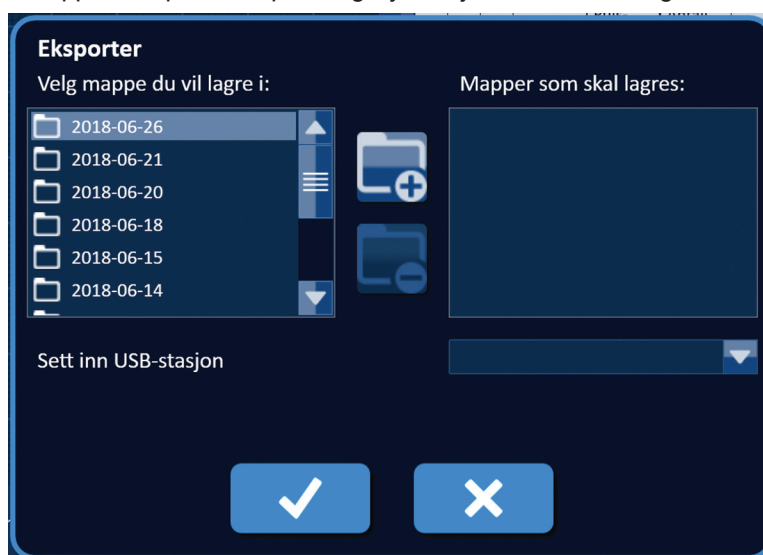 Eksporter
Velg mappe du vil lagre i:
Mapper som skal lagres:
2018-06-26
2018-06-21
2018-06-20
2018-06-18
2018-06-15
2018-06-14
Sett inn USB-stasjon